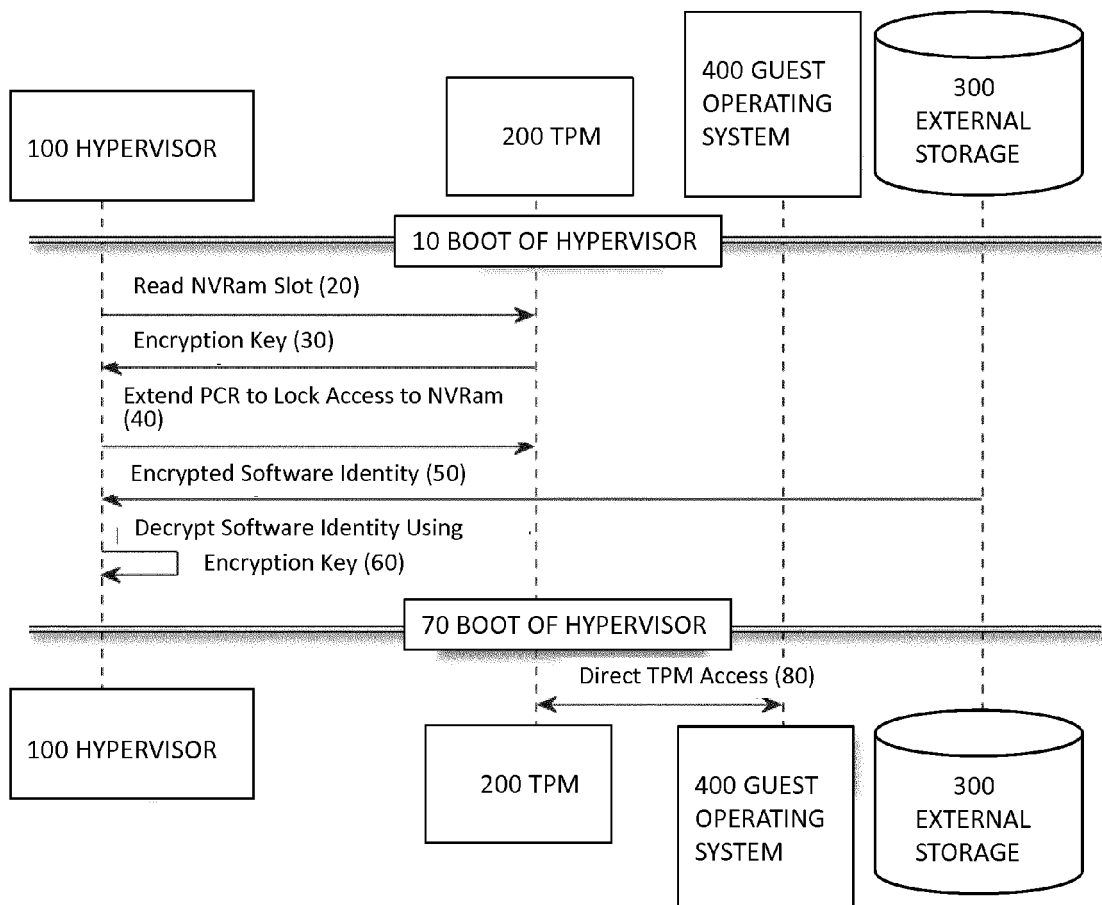 100 HYPERVISOR
200 TPM
400 GUEST
OPERATING
SYSTEM
300
EXTERNAL
STORAGE
10 BOOT OF HYPERVISOR
Read NVRam Slot (20)
Encryption Key (30)
Extend PCR to Lock Access to NVRam
(40)
Encrypted Software Identity (50)
Decrypt Software Identity Using
Encryption Key (60)
70 BOOT OF HYPERVISOR
Direct TPM Access (80)
100 HYPERVISOR
200 TPM
400 GUEST
OPERATING
SYSTEM
300
EXTERNAL
STORAGE